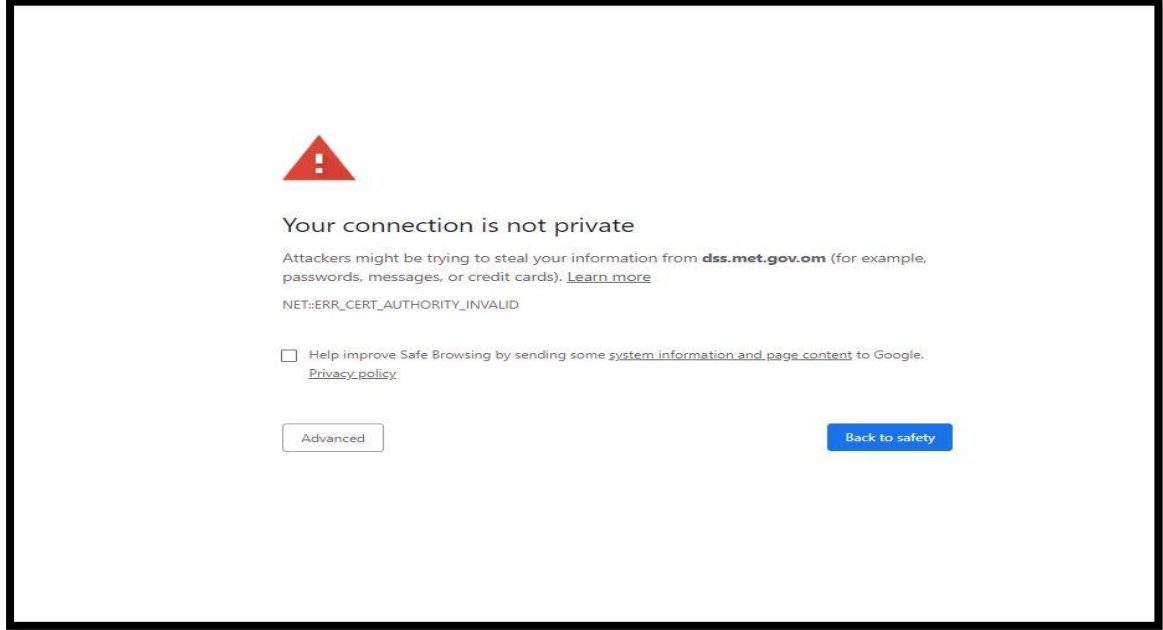 Your connection is not private
Attackers might be trying to steal your information from dss.met.gov.om (for example,
passwords, messages, or credit cards). Learn more
NET::ERR_CERT_AUTHORITY_INVALID
Help improve Safe Browsing by sending some system information and page content to Google.
Privacy policy
Advanced
Back to safety